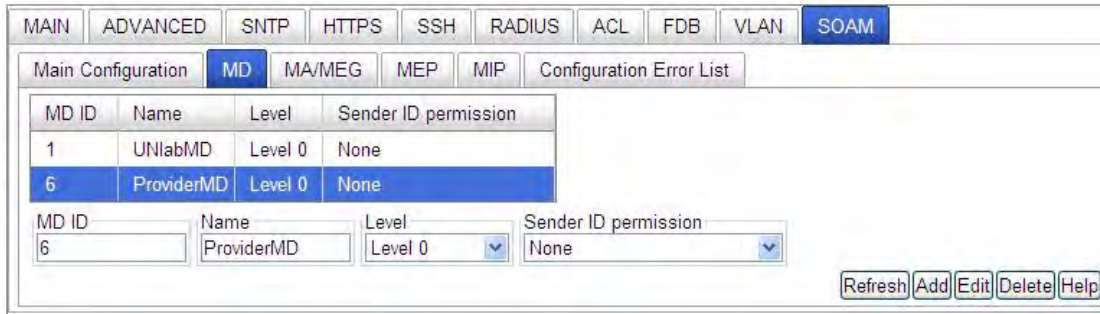 MAIN ADVANCED SNTP HTTPS SSH RADIUS ACL FDB VLAN SOAM
Main Configuration MD MA/MEG MEP MIP Configuration Error List
MD ID Name Level Sender ID permission
1 UNIabMD Level 0 None
6 ProviderMD Level 0 None
MD ID Name Level Sender ID permission
6 ProviderMD Level 0 None
Refresh Add Edit Delete Help